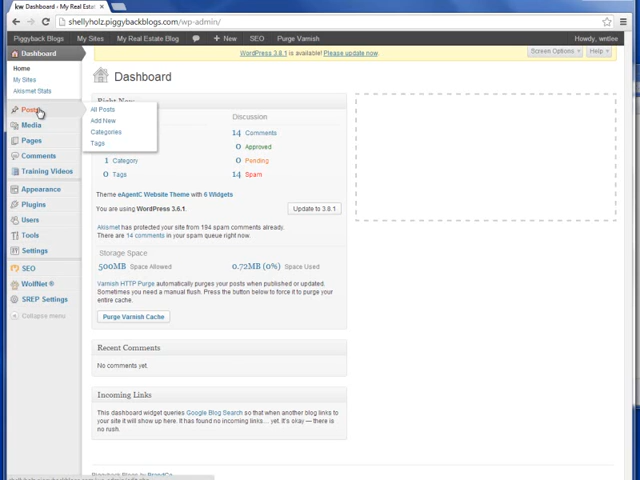 Dashboard ‹ My Real Esta
shellyholz.piggybackblogs.com/wp-admin/
Piggyback Blogs My Sites My Real Estate Blog + New SEO Purge Varnish Howdy, wntlee
Dashboard
WordPress 3.8.1 is available! Please update now.
Screen Options
Help
Home
My Sites
Akismet Stats
Dashboard
Posts
Media
Pages
Comments
Training Videos
Appearance
Plugins
Users
Tools
Settings
SEO
WolfNet ®
SREP Settings
Collapse menu
All Posts
Add New
Categories
Tags
Right Now
Discussion
14 Comments
0 Approved
1 Category
0 Pending
0 Tags
14 Spam
Theme eAgentC Website Theme with 6 Widgets
You are using WordPress 3.6.1.
Update to 3.8.1
Akismet has protected your site from 194 spam comments already.
There are 14 comments in your spam queue right now.
Storage Space
500MB Space Allowed
0.72MB (0%) Space Used
Varnish HTTP Purge automatically purges your posts when published or updated.
Sometimes you need a manual flush. Press the button below to force it to purge your
entire cache.
Purge Varnish Cache
Recent Comments
No comments yet.
Incoming Links
This dashboard widget queries Google Blog Search so that when another blog links to
your site it will show up here. It has found no incoming links… yet. It's okay — there is
no rush.